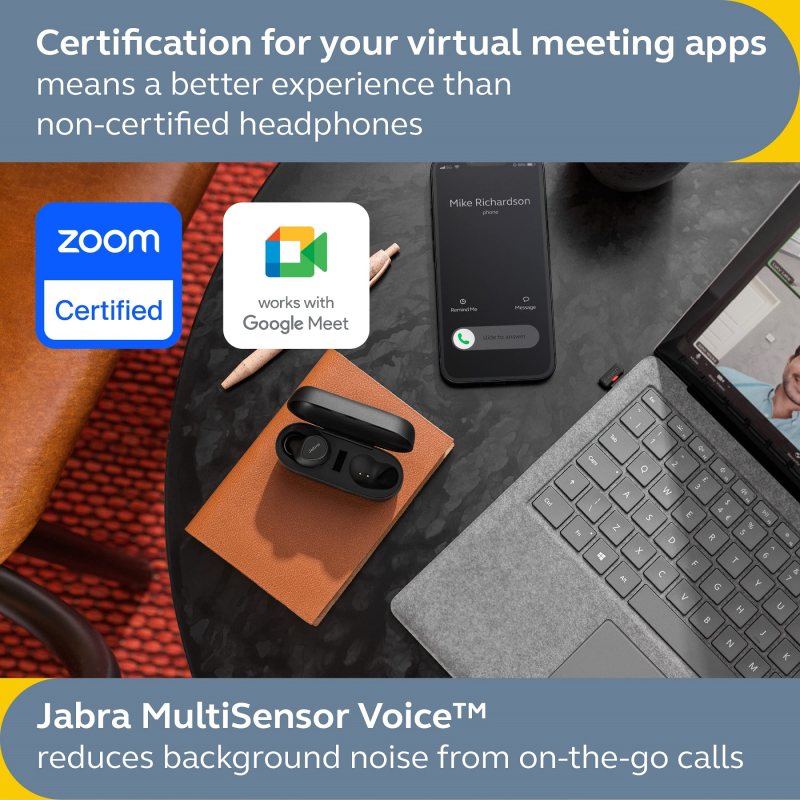 Certification for your virtual meeting apps
means a better experience than
non-certified headphones
zoom
Certified
works with
Google Meet
Mike Richardson
phone
Remind Me
Message
slide to answer
Jabra
Jabra MultiSensor Voice™
reduces background noise from on-the-go calls